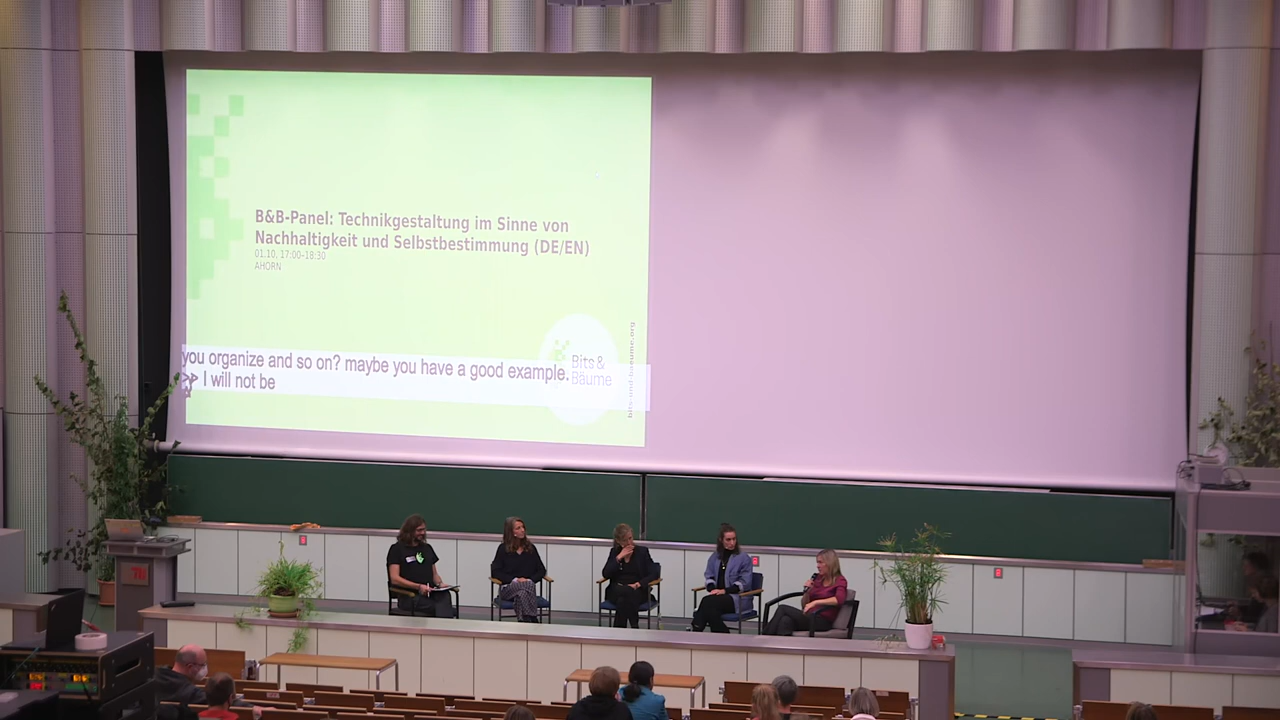 B&B-Panel: Technikgestaltung im Sinne von
Nachhaltigkeit und Selbstbestimmung (DE/EN)
01.10, 17:00–18:30
AHORN
you organize and so on? maybe you have a good example.
>> I will not be
Bits &
Bäume
bits-und-baeume.org